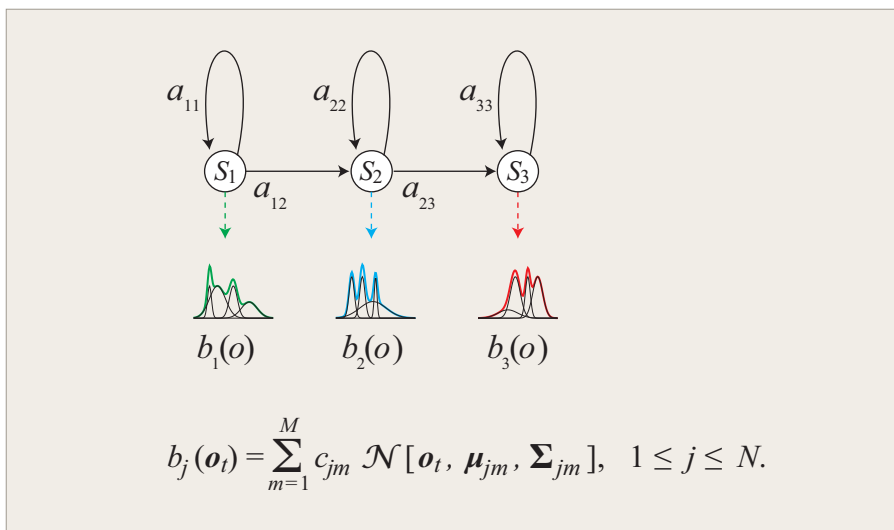 a₁₁ a₂₂ a₃₃
S₁ S₂ S₃
a₁₂ a₂₃
b₁(o) b₂(o) b₃(o)
bⱼ(oₜ) = ∑ᴹₘ₌₁ cⱼₘ 𝒩[oₜ, μⱼₘ, Σⱼₘ], 1 ≤ j ≤ N.